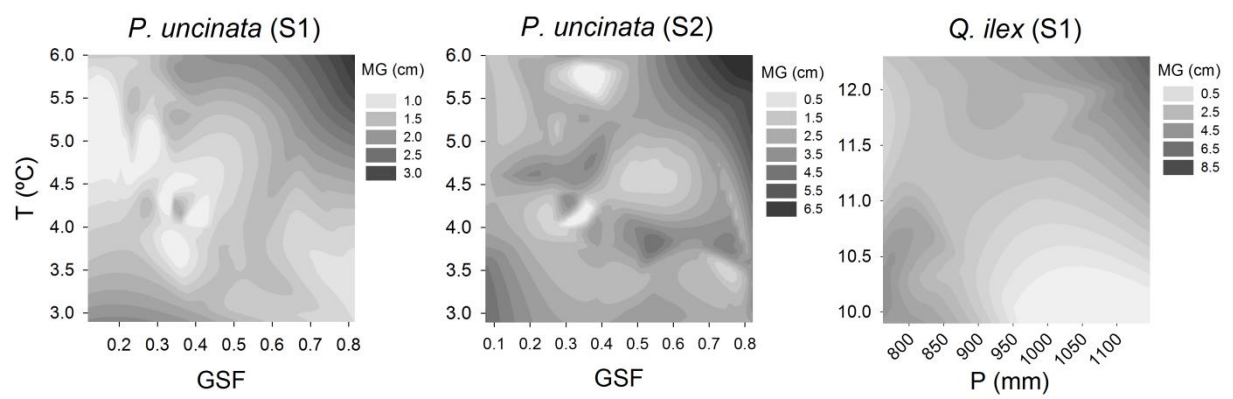 P. uncinata (S1)
6.0
5.5
5.0
4.5
4.0
3.5
3.0
T (ºC)
0.2 0.3 0.4 0.5 0.6 0.7 0.8
GSF
MG (cm)
1.0
1.5
2.0
2.5
3.0
P. uncinata (S2)
6.0
5.5
5.0
4.5
4.0
3.5
3.0
0.1 0.2 0.3 0.4 0.5 0.6 0.7 0.8
GSF
MG (cm)
0.5
1.5
2.5
3.5
4.5
5.5
6.5
Q. ilex (S1)
12.0
11.5
11.0
10.5
10.0
800 850 900 950 1000 1050 1100
P (mm)
MG (cm)
0.5
2.5
4.5
6.5
8.5